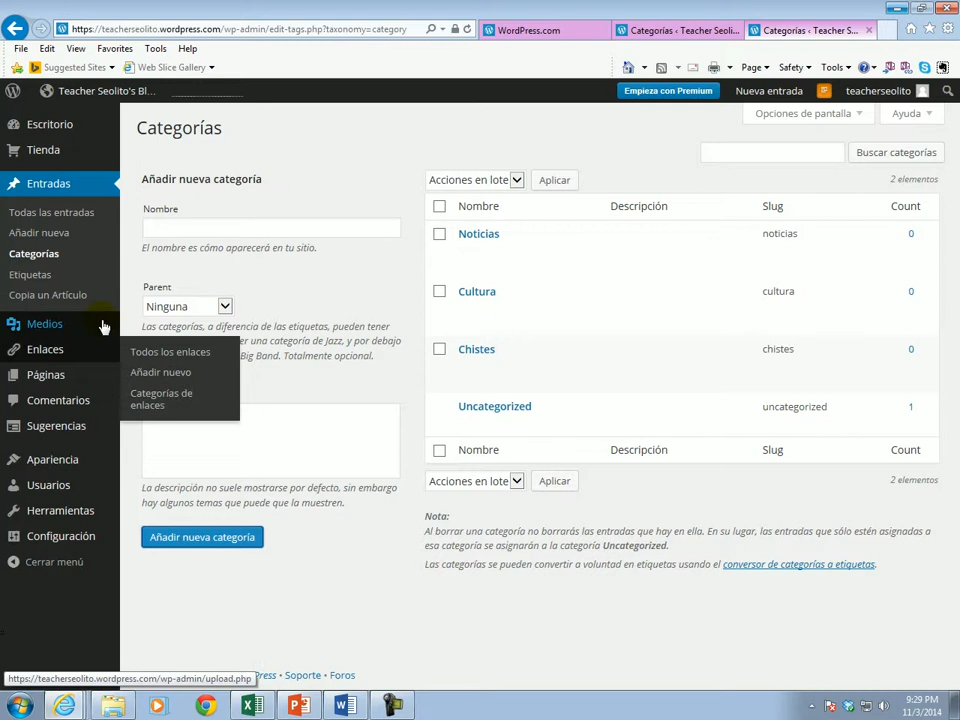 https://teacherseolito.wordpress.com/wp-admin/edit-tags.php?taxonomy=category
WordPress.com
Categorías ‹ Teacher Seoli...
Categorías ‹ Teacher S...
File Edit View Favorites Tools Help
Suggested Sites
Web Slice Gallery
Page
Safety
Tools
Teacher Seolito's Bl...
Empieza con Premium
Nueva entrada
teacherseolito
Escritorio
Tienda
Entradas
Todas las entradas
Añadir nueva
Categorías
Etiquetas
Copia un Artículo
Medios
Enlaces
Páginas
Comentarios
Sugerencias
Apariencia
Usuarios
Herramientas
Configuración
Cerrar menú
Todos los enlaces
Añadir nuevo
Categorías de
enlaces
Opciones de pantalla
Ayuda
Categorías
Buscar categorías
Añadir nueva categoría
Nombre
El nombre es cómo aparecerá en tu sitio.
Parent
Ninguna
Las categorías, a diferencia de las etiquetas, pueden tener
er una categoría de Jazz, y por debajo
Big Band. Totalmente opcional.
La descripción no suele mostrarse por defecto, sin embargo
hay algunos temas que puede que la muestren.
Añadir nueva categoría
Acciones en lote
Aplicar
2 elementos
Nombre Descripción Slug Count
Noticias noticias 0
Cultura cultura 0
Chistes chistes 0
Uncategorized uncategorized 1
Nombre Descripción Slug Count
Acciones en lote
Aplicar
2 elementos
Nota:
Al borrar una categoría no borrarás las entradas que hay en ella. En su lugar, las entradas que sólo estén asignadas a
esa categoría se asignarán a la categoría Uncategorized.
Las categorías se pueden convertir a voluntad en etiquetas usando el conversor de categorías a etiquetas.
https://teacherseolito.wordpress.com/wp-admin/upload.php
Press • Soporte • Foros
9:29 PM
11/3/2014